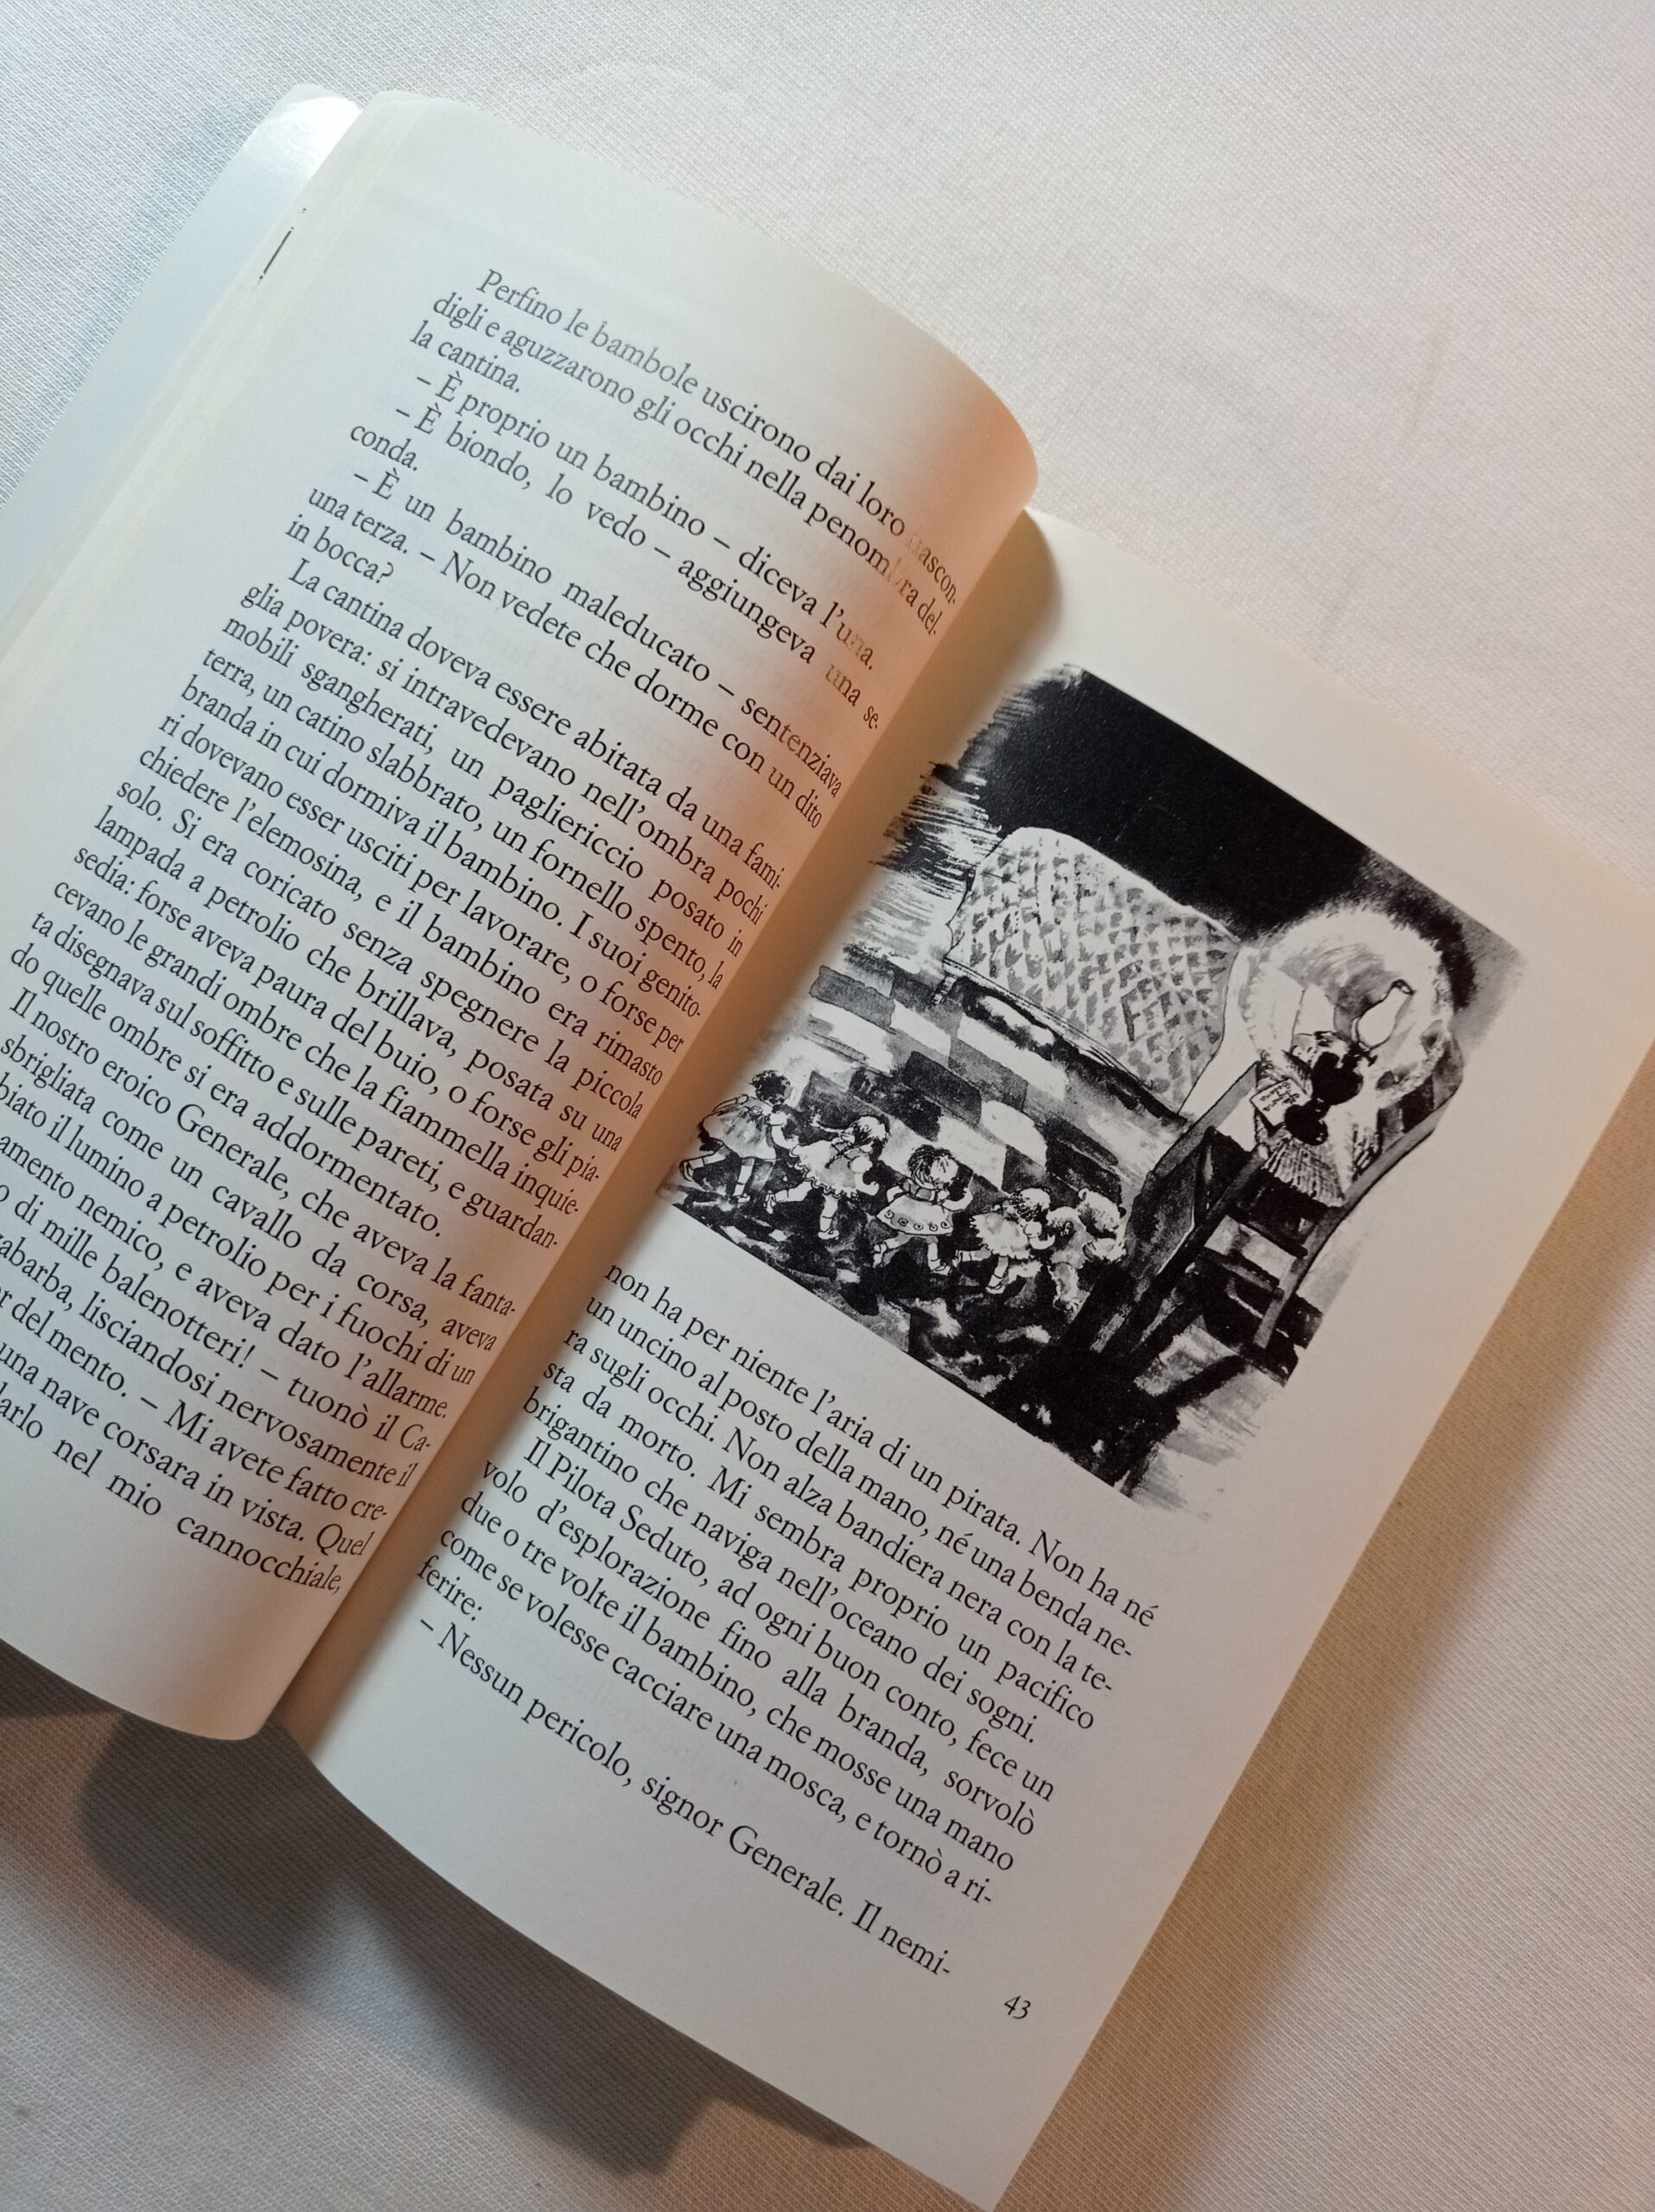 Perfino le bambole uscirono dai loro nascon-
digli e aguzzarono gli occhi nella penombra del-
la cantina.
– È proprio un bambino – diceva l'una.
– È biondo, lo vedo – aggiungeva una se-
conda.
– È un bambino maleducato – sentenziava
una terza. – Non vedete che dorme con un dito
in bocca?
La cantina doveva essere abitata da una fami-
glia povera: si intravedevano nell'ombra pochi
mobili sgangherati, un pagliericcio posato in
terra, un catino slabbrato, un fornello spento, la
branda in cui dormiva il bambino. I suoi genito-
ri dovevano esser usciti per lavorare, o forse per
chiedere l'elemosina, e il bambino era rimasto
solo. Si era coricato senza spegnere la piccola
lampada a petrolio che brillava, posata su una
sedia: forse aveva paura del buio, o forse gli pia-
cevano le grandi ombre che la fiammella inquie-
ta disegnava sul soffitto e sulle pareti, e guardan-
do quelle ombre si era addormentato.
Il nostro eroico Generale, che aveva la fanta-
sbrigliata come un cavallo da corsa, aveva
biato il lumino a petrolio per i fuochi di un
amento nemico, e aveva dato l'allarme.
o di mille balenotteri! – tuonò il Ca-
zabarba, lisciandosi nervosamente il
or del mento. – Mi avete fatto cre-
una nave corsara in vista. Quel
darlo nel mio cannocchiale,
non ha per niente l'aria di un pirata. Non ha né
un uncino al posto della mano, né una benda ne-
ra sugli occhi. Non alza bandiera nera con la te-
sta da morto. Mi sembra proprio un pacifico
brigantino che naviga nell'oceano dei sogni.
Il Pilota Seduto, ad ogni buon conto, fece un
volo d'esplorazione fino alla branda, sorvolò
due o tre volte il bambino, che mosse una mano
come se volesse cacciare una mosca, e tornò a ri-
ferire:
– Nessun pericolo, signor Generale. Il nemi-
43